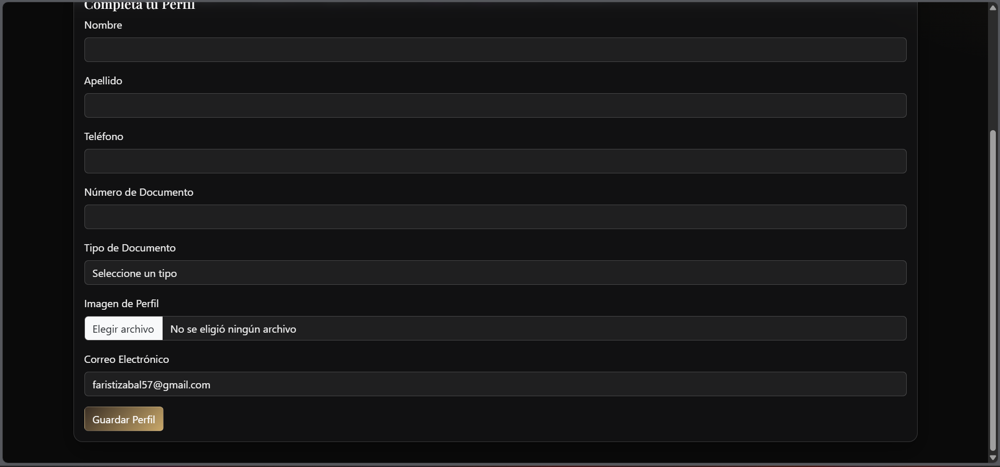 Completa tu Perfil
Nombre
Apellido
Teléfono
Número de Documento
Tipo de Documento
Seleccione un tipo
Imagen de Perfil
Elegir archivo No se eligió ningún archivo
Correo Electrónico
faristizabal57@gmail.com
Guardar Perfil